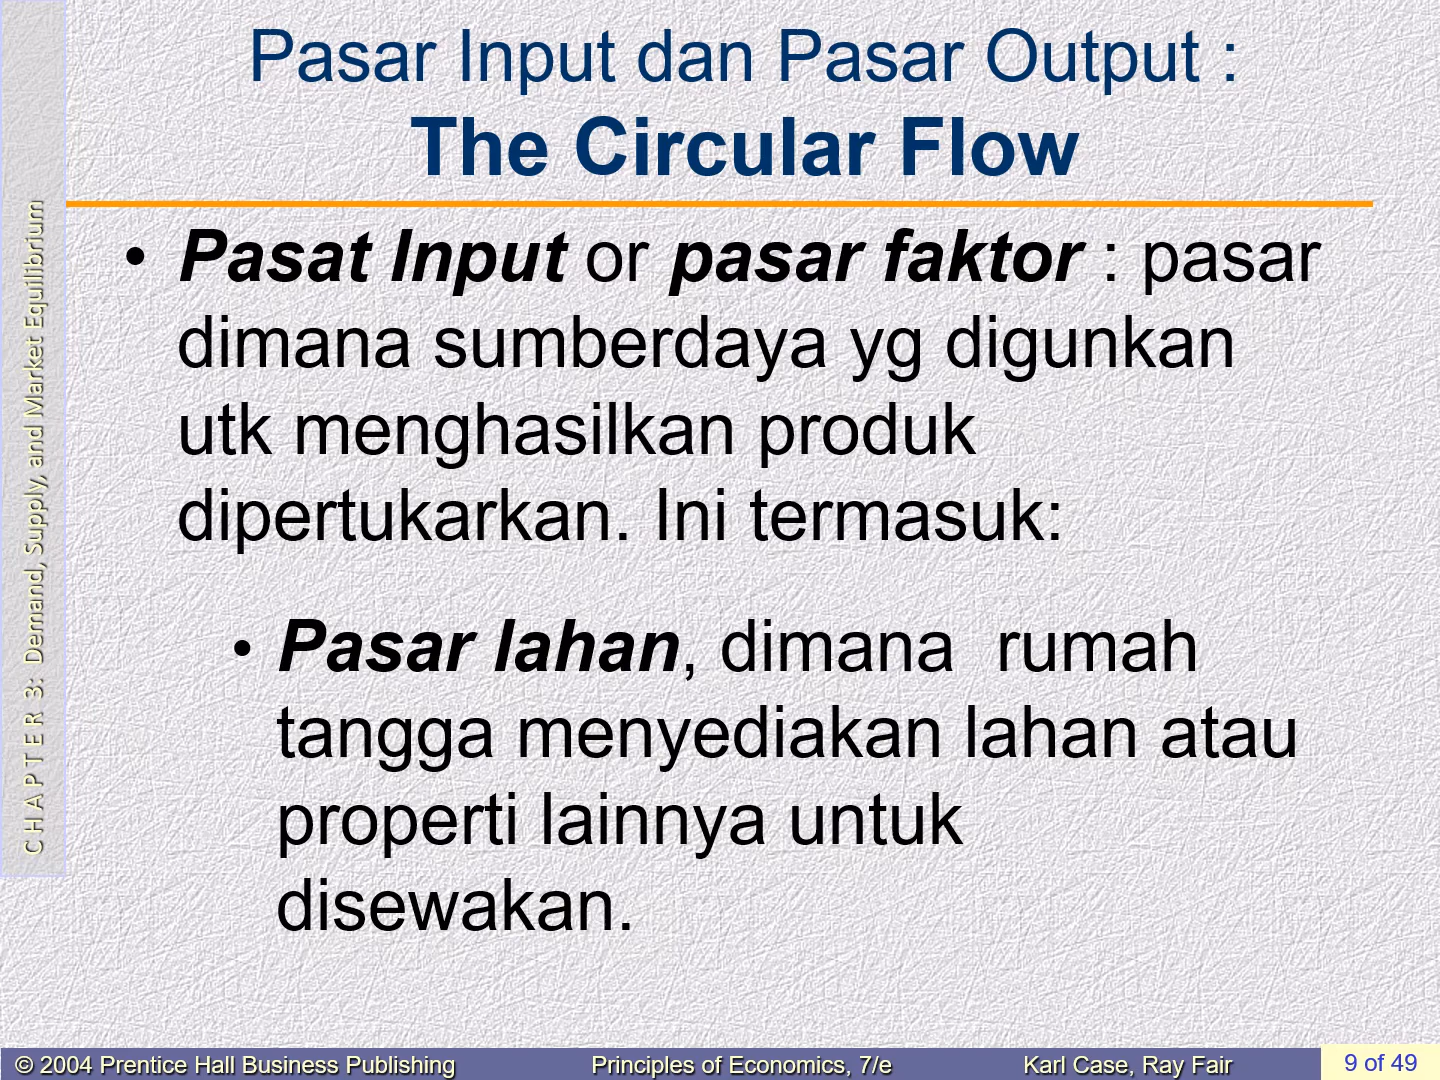 Pasar Input dan Pasar Output :
The Circular Flow
• Pasat Input or pasar faktor : pasar
dimana sumberdaya yg digunkan
utk menghasilkan produk
dipertukarkan. Ini termasuk:
• Pasar lahan, dimana  rumah
tangga menyediakan lahan atau
properti lainnya untuk
disewakan.
C H A P T E R  3:  Demand, Supply, and Market Equilibrium
© 2004 Prentice Hall Business Publishing
Principles of Economics, 7/e
Karl Case, Ray Fair
9 of 49